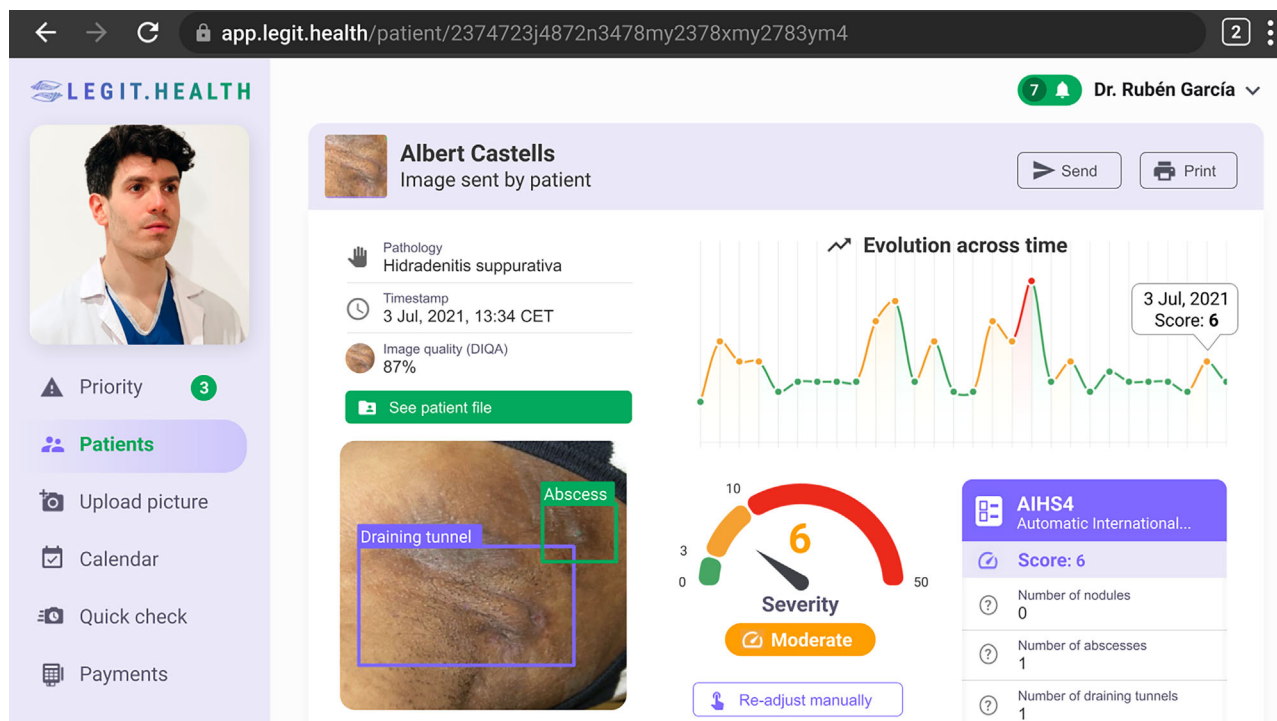 app.legit.health/patient/2374723j4872n3478my2378xmy2783ym4
2
LEGIT.HEALTH
7
Dr. Rubén García
Albert Castells
Image sent by patient
Send
Print
Priority
3
Patients
Upload picture
Calendar
Quick check
Payments
Pathology
Hidradenitis suppurativa
Timestamp
3 Jul, 2021, 13:34 CET
Image quality (DIQA)
87%
See patient file
Abscess
Draining tunnel
Evolution across time
3 Jul, 2021
Score: 6
0
3
10
50
6
Severity
Moderate
Re-adjust manually
AIHS4
Automatic International...
Score: 6
Number of nodules
0
Number of abscesses
1
Number of draining tunnels
1